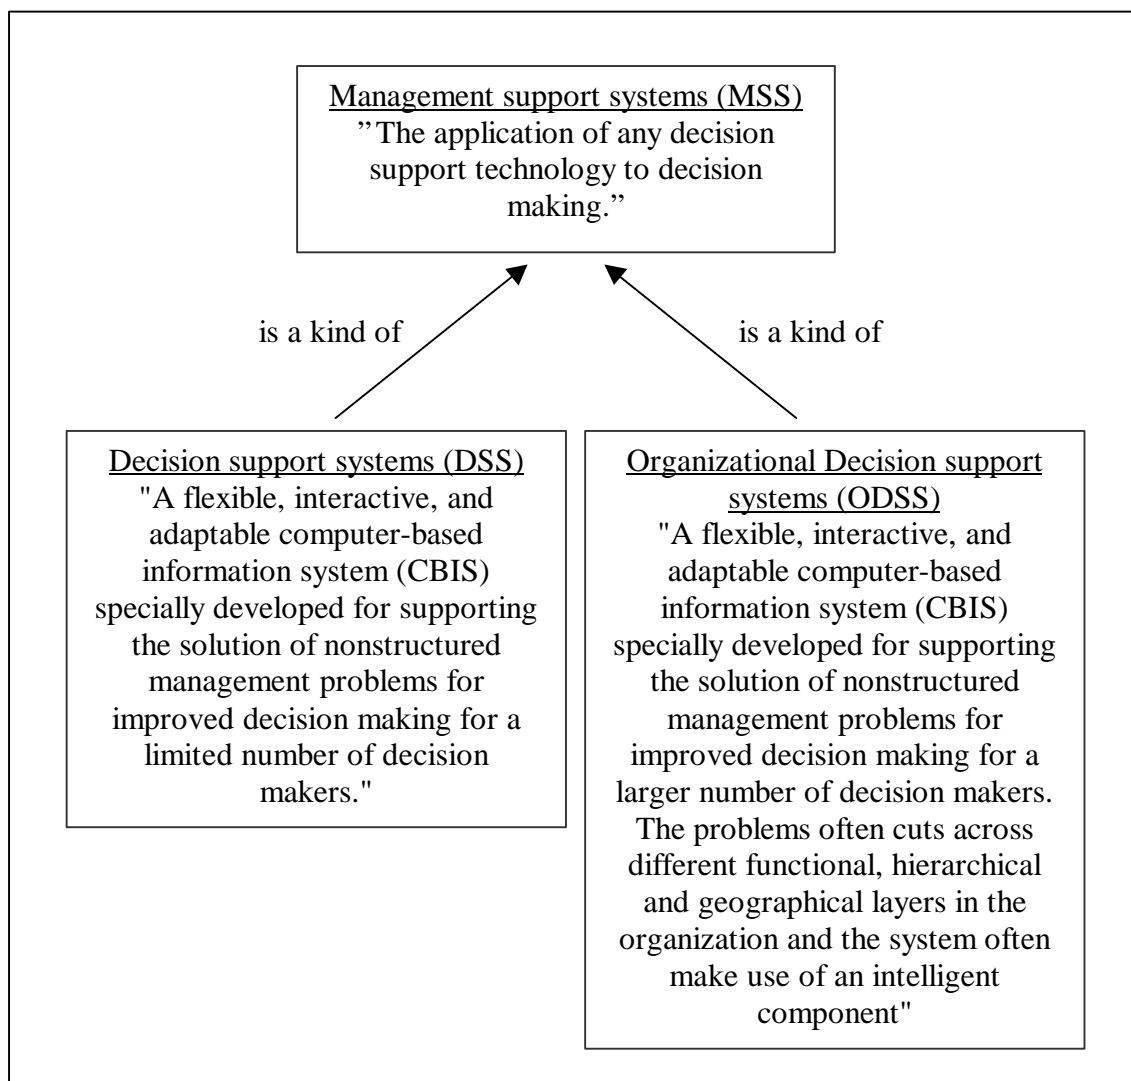 Management support systems (MSS)
”The application of any decision
support technology to decision
making.”
is a kind of
is a kind of
Decision support systems (DSS)
"A flexible, interactive, and
adaptable computer-based
information system (CBIS)
specially developed for supporting
the solution of nonstructured
management problems for
improved decision making for a
limited number of decision
makers."
Organizational Decision support
systems (ODSS)
"A flexible, interactive, and
adaptable computer-based
information system (CBIS)
specially developed for supporting
the solution of nonstructured
management problems for
improved decision making for a
larger number of decision makers.
The problems often cuts across
different functional, hierarchical
and geographical layers in the
organization and the system often
make use of an intelligent
component"